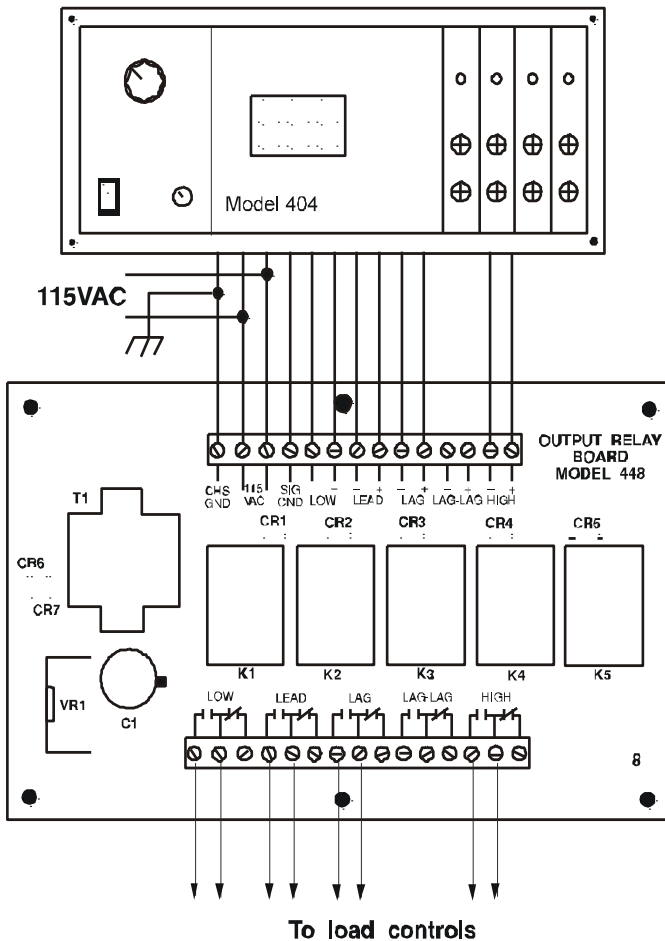 Model 404
115VAC
OUTPUT RELAY
BOARD
MODEL 448
CHS
GND
115
VAC
SIG
GND
LOW
−
− LEAD +
− LAG +
− LAG-LAG +
− HIGH +
T1
CR1
CR2
CR3
CR4
CR5
CR6
CR7
K1
K2
K3
K4
K5
VR1
C1
LOW
LEAD
LAG
LAG-LAG
HIGH
8
To load controls